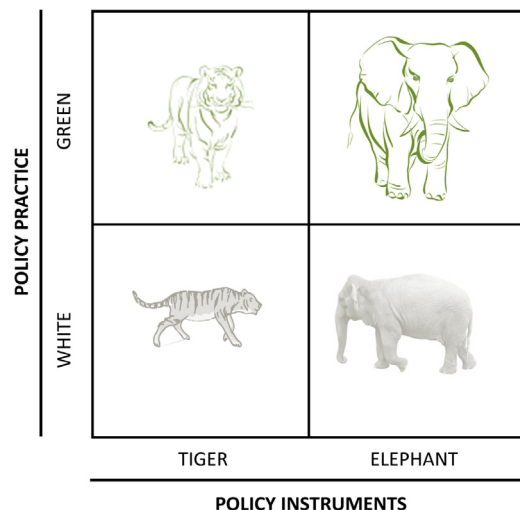 POLICY PRACTICE
GREEN
WHITE
TIGER
ELEPHANT
POLICY INSTRUMENTS